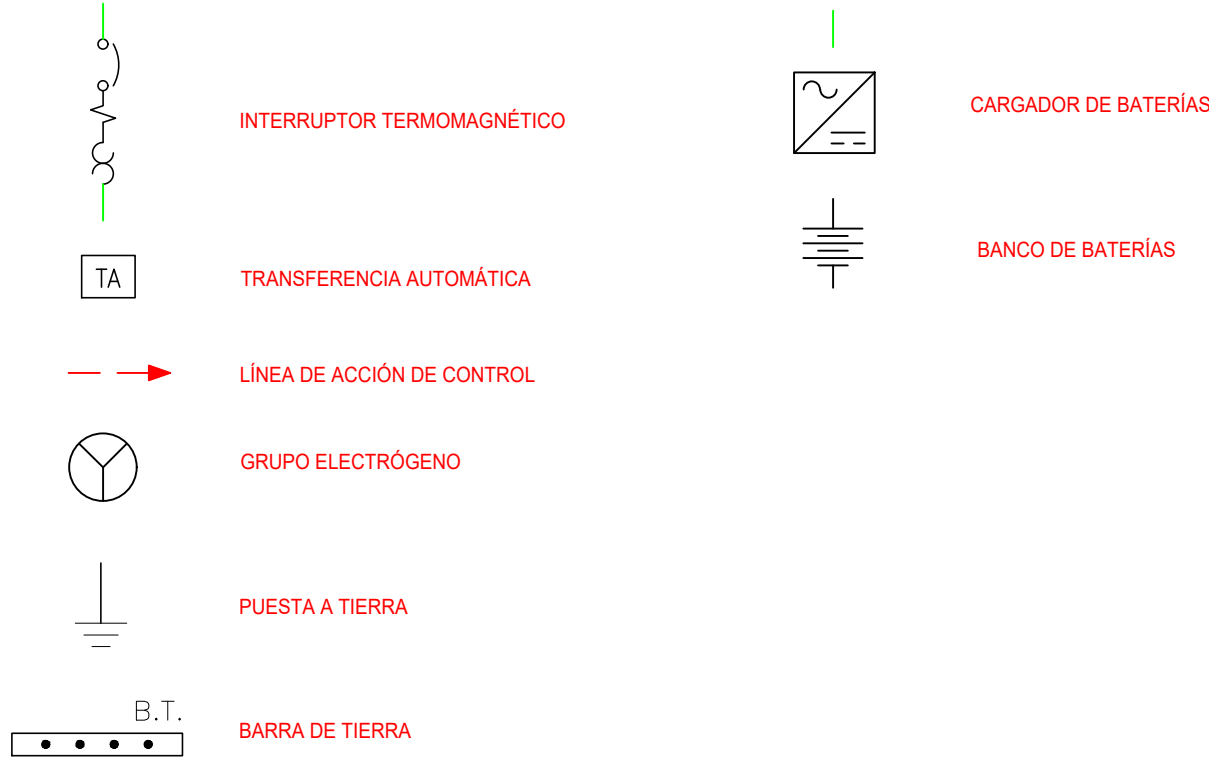 INTERRUPTOR TERMOMAGNÉTICO
TA
TRANSFERENCIA AUTOMÁTICA
LÍNEA DE ACCIÓN DE CONTROL
GRUPO ELECTRÓGENO
PUESTA A TIERRA
B.T.
BARRA DE TIERRA
CARGADOR DE BATERÍAS
BANCO DE BATERÍAS